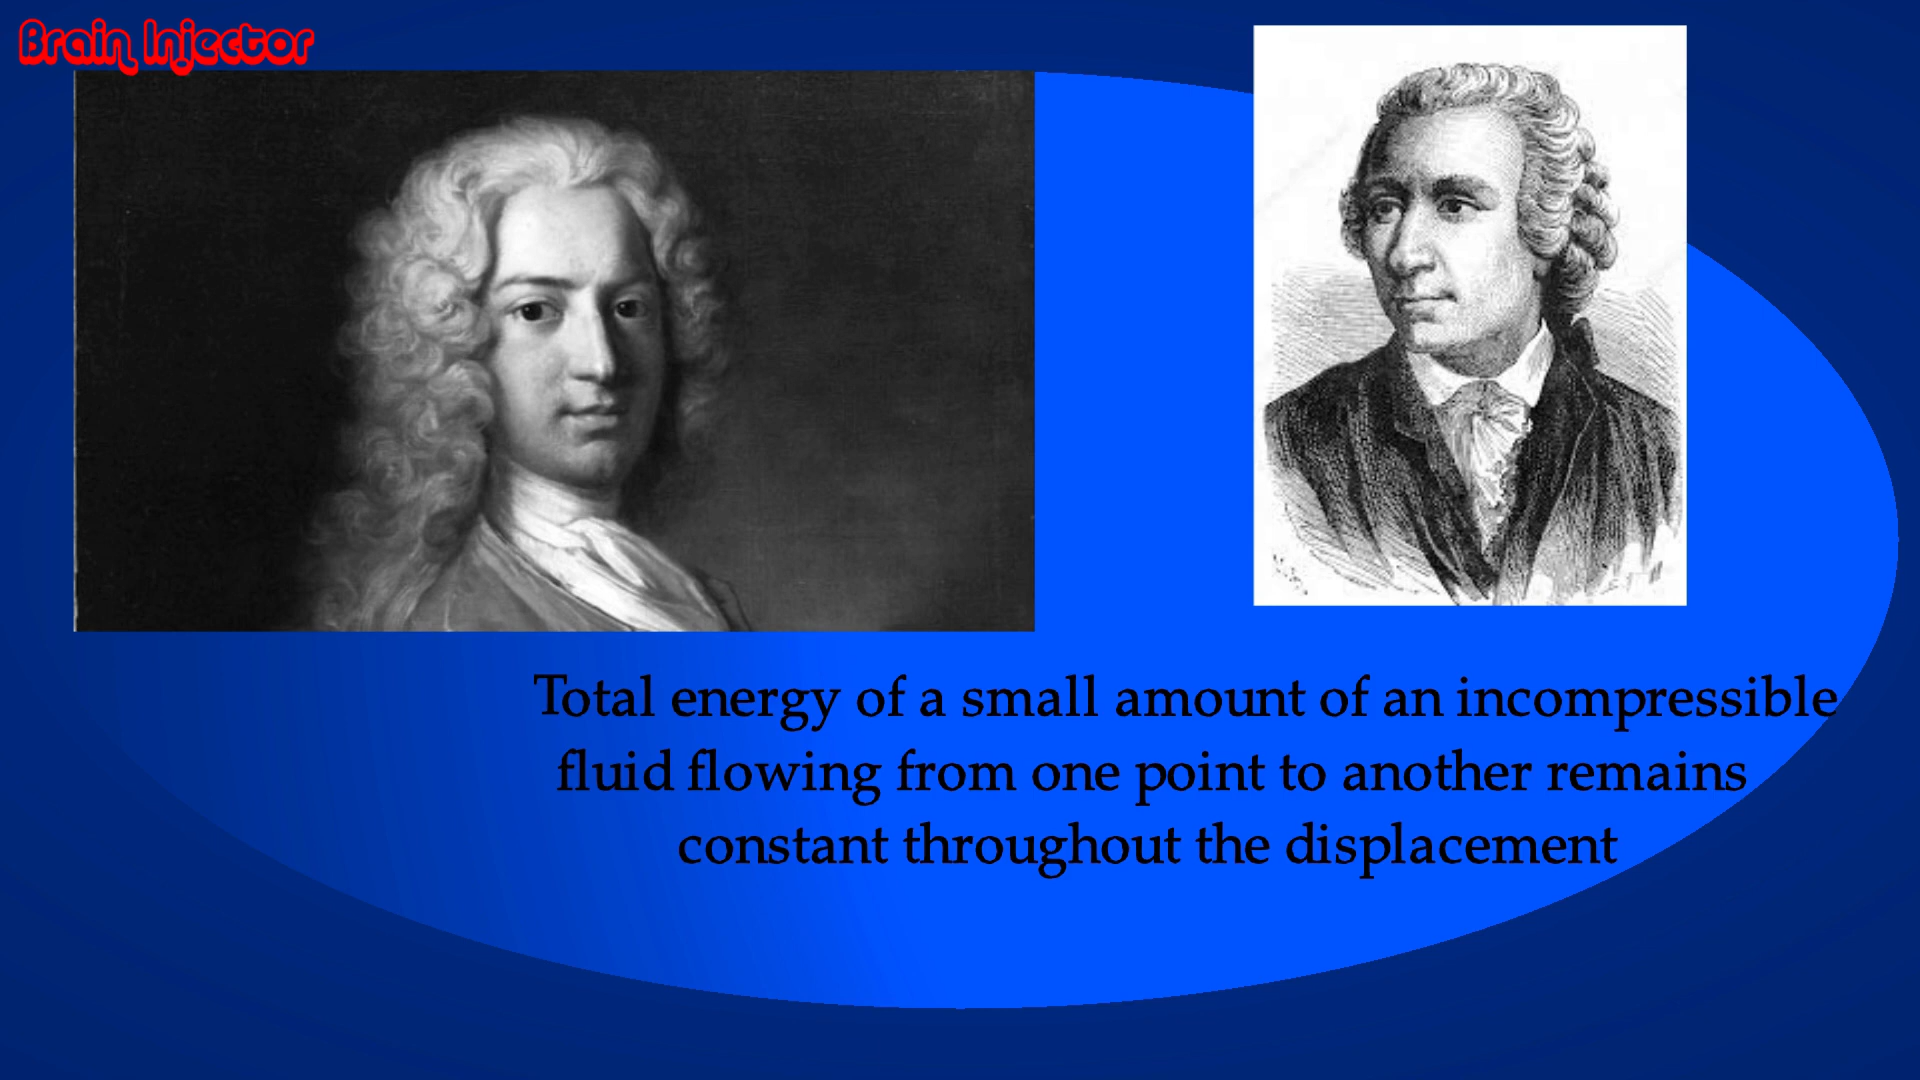 Brain Injector
Total energy of a small amount of an incompressible
fluid flowing from one point to another remains
constant throughout the displacement